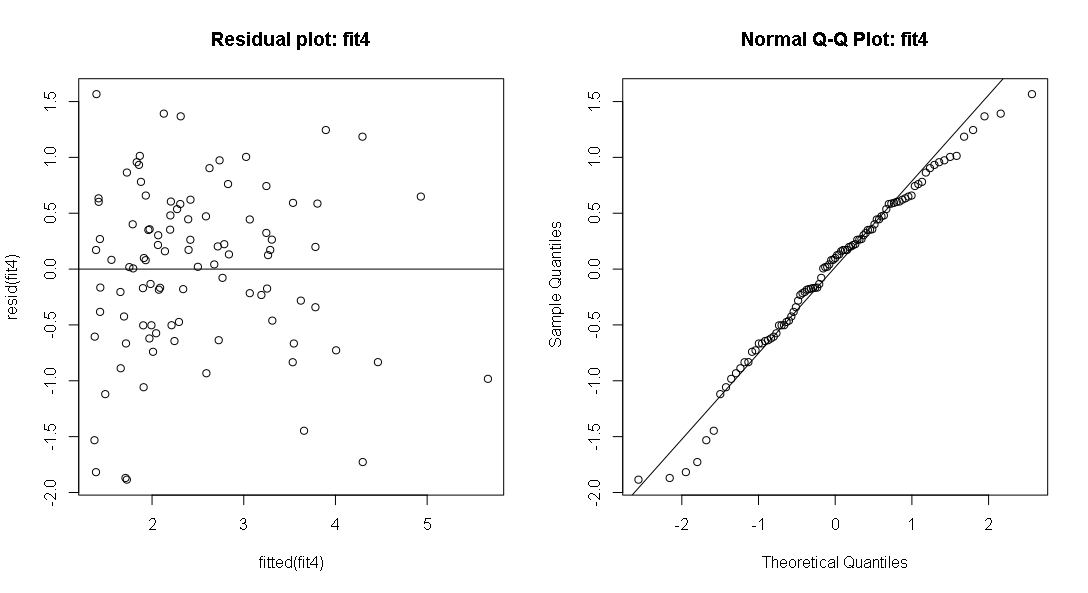 Residual plot: fit4
resid(fit4)
1.5
1.0
0.5
0.0
-0.5
-1.0
-1.5
-2.0
2 3 4 5
fitted(fit4)
Normal Q-Q Plot: fit4
Sample Quantiles
1.5
1.0
0.5
0.0
-0.5
-1.0
-1.5
-2.0
-2 -1 0 1 2
Theoretical Quantiles